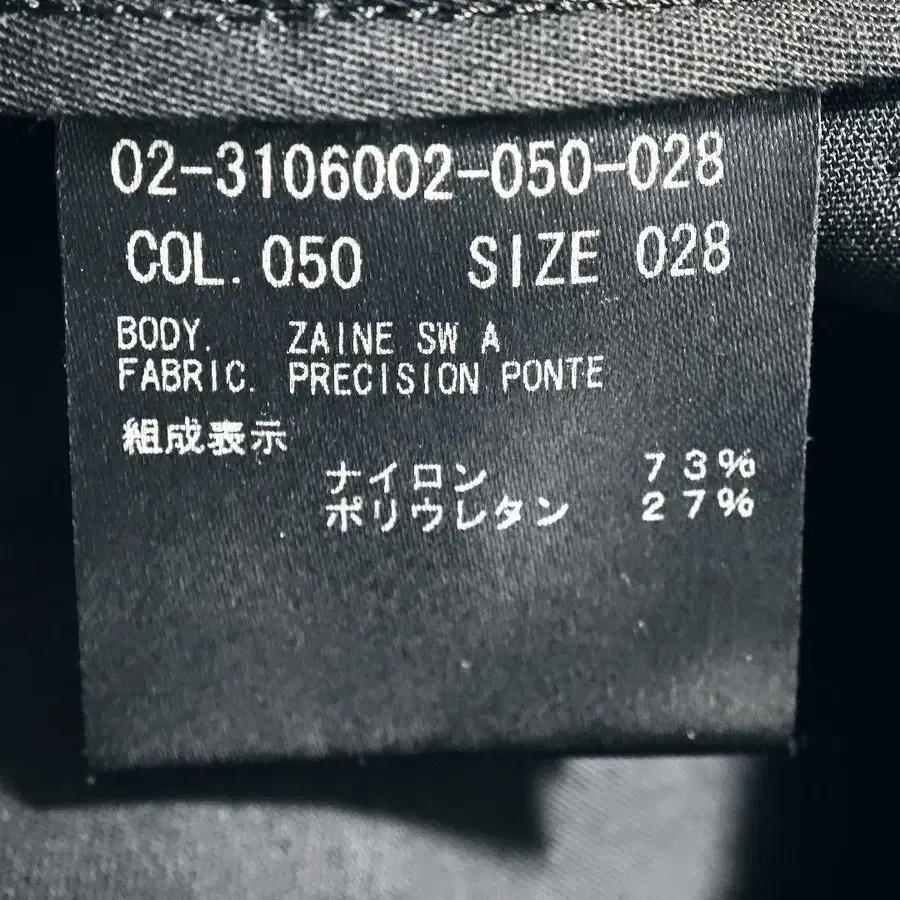 02-3106002-050-028
COL. 050 SIZE 028
BODY. ZAINE SW A
FABRIC. PRECISION PONTE
組成表示
ナイロン 73%
ポリウレタン 27%